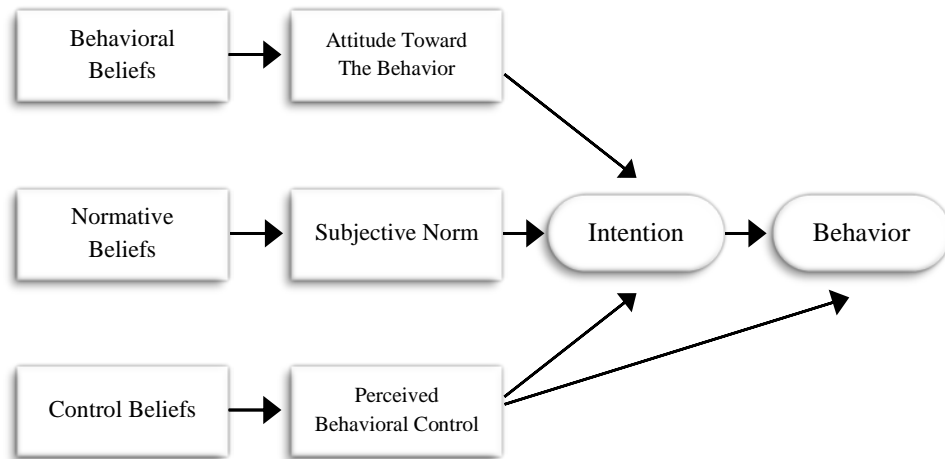 Behavioral
Beliefs
Attitude Toward
The Behavior
Normative
Beliefs
Subjective Norm
Intention
Behavior
Control Beliefs
Perceived
Behavioral Control